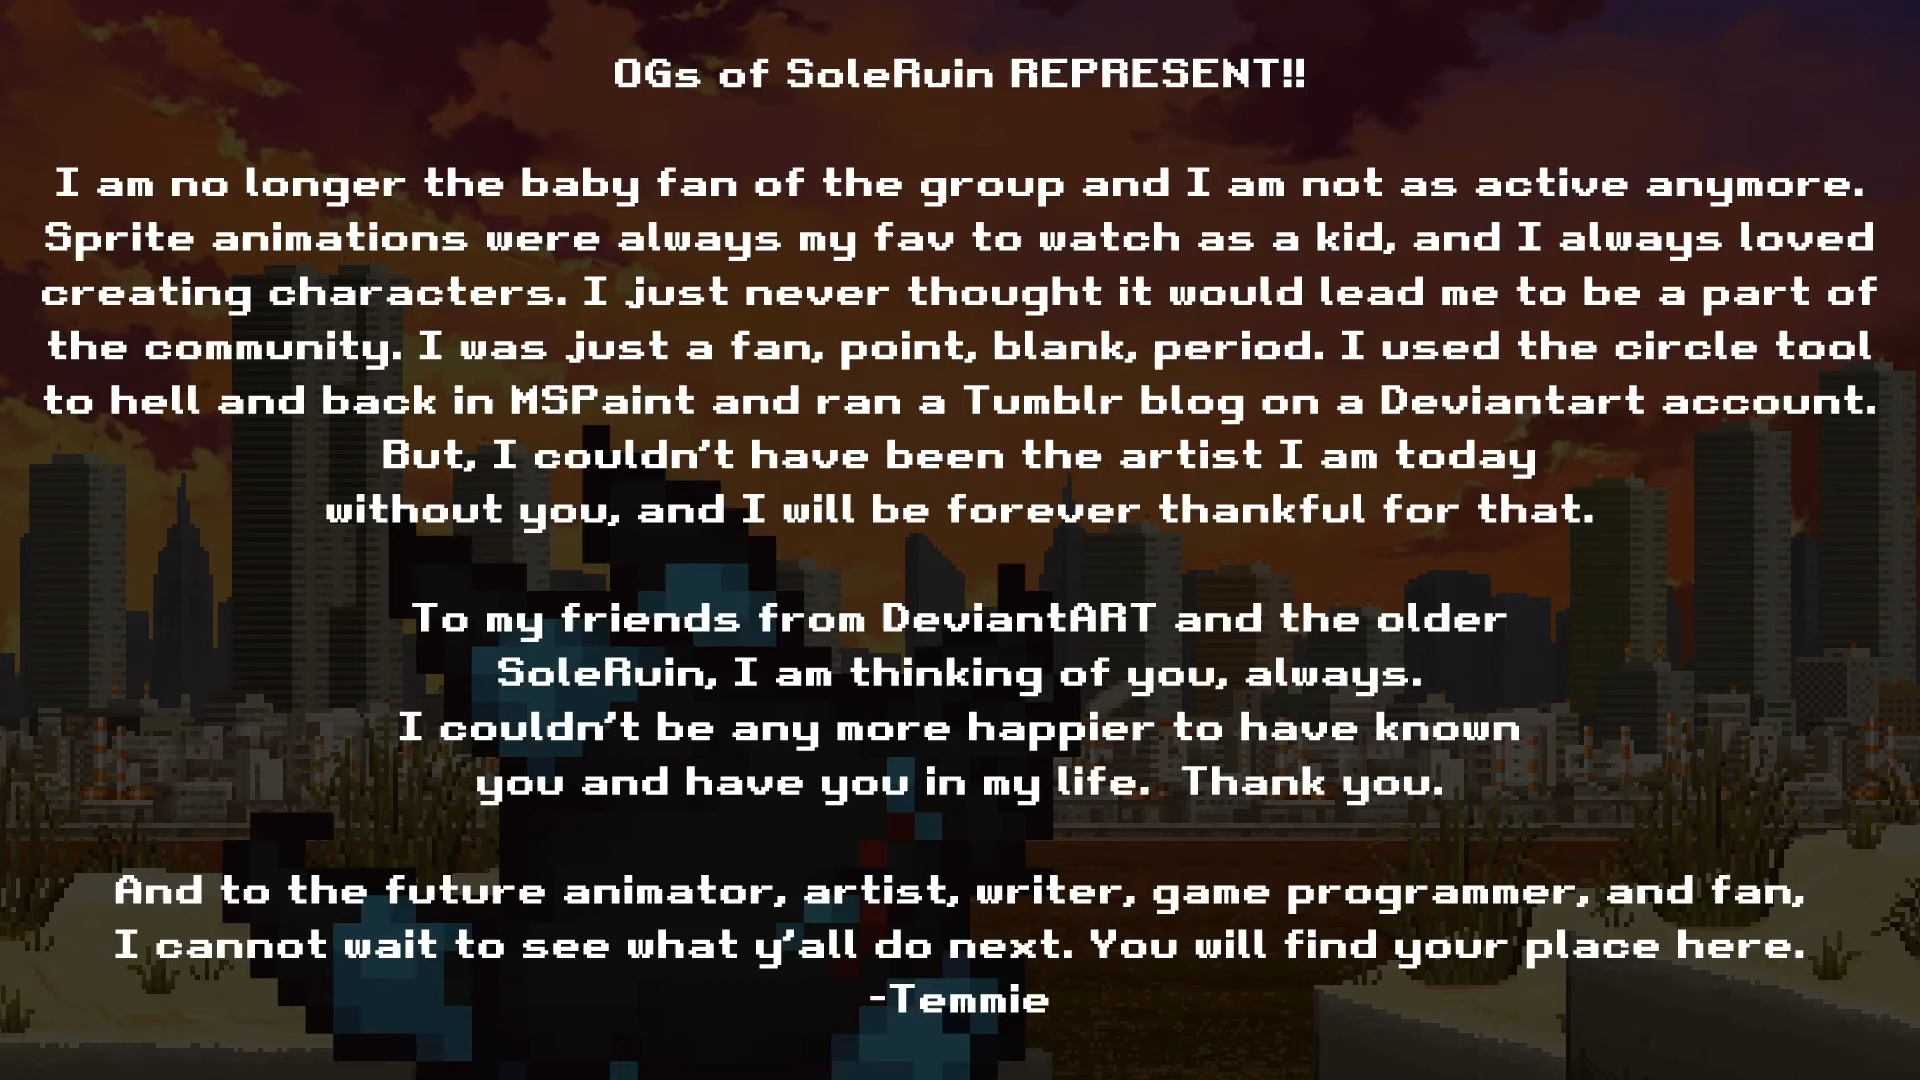 OGs of SoleRuin REPRESENT!!
I am no longer the baby fan of the group and I am not as active anymore.
Sprite animations were always my fav to watch as a kid, and I always loved
creating characters. I just never thought it would lead me to be a part of
the community. I was just a fan, point, blank, period. I used the circle tool
to hell and back in MSPaint and ran a Tumblr blog on a Deviantart account.
But, I couldn't have been the artist I am today
without you, and I will be forever thankful for that.
To my friends from DeviantART and the older
SoleRuin, I am thinking of you, always.
I couldn't be any more happier to have known
you and have you in my life.  Thank you.
And to the future animator, artist, writer, game programmer, and fan,
I cannot wait to see what y'all do next. You will find your place here.
-Temmie